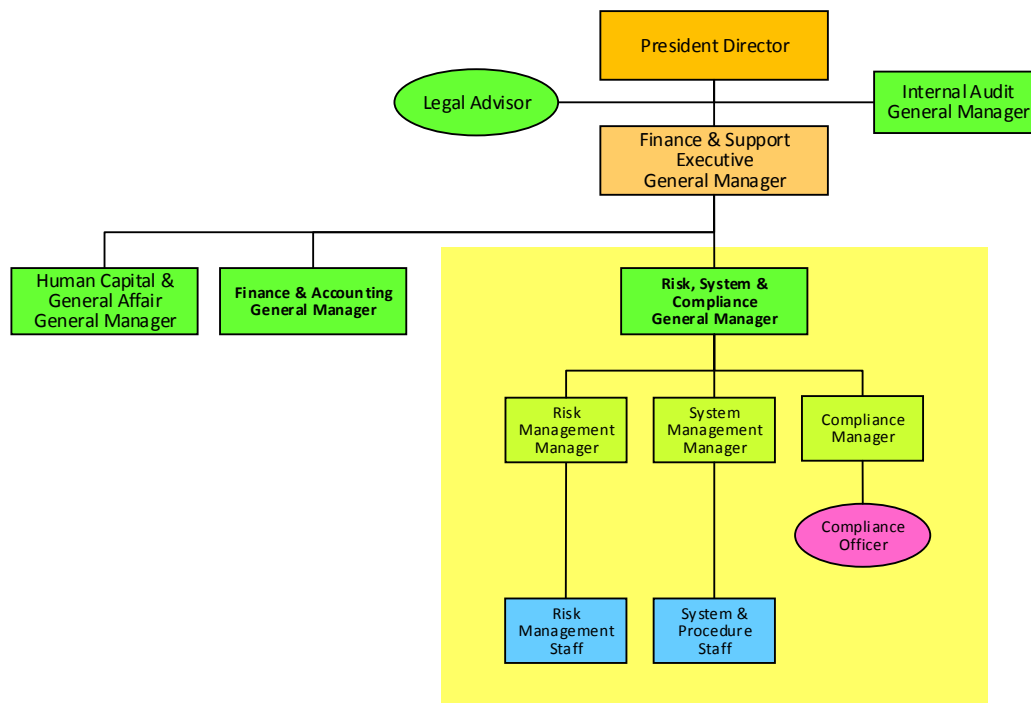 President Director
Legal Advisor
Internal Audit
General Manager
Finance & Support
Executive
General Manager
Human Capital &
General Affair
General Manager
Finance & Accounting
General Manager
Risk, System &
Compliance
General Manager
Risk
Management
Manager
System
Management
Manager
Compliance
Manager
Compliance
Officer
Risk
Management
Staff
System &
Procedure
Staff